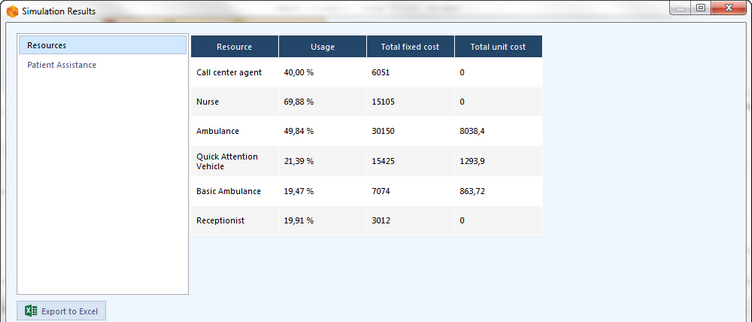 Simulation Results
Resources
Patient Assistance
Resource Usage Total fixed cost Total unit cost
Call center agent 40,00 % 6051 0
Nurse 69,88 % 15105 0
Ambulance 49,84 % 30150 8038,4
Quick Attention
Vehicle 21,39 % 15425 1293,9
Basic Ambulance 19,47 % 7074 863,72
Receptionist 19,91 % 3012 0
Export to Excel